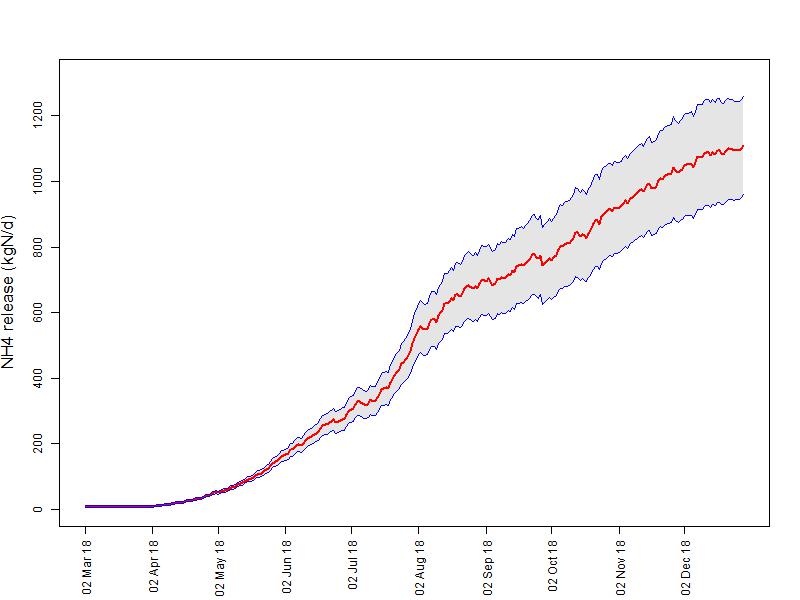 NH4 release (kgN/d)
1200
1000
800
600
400
200
0
02 Mar 18
02 Apr 18
02 May 18
02 Jun 18
02 Jul 18
02 Aug 18
02 Sep 18
02 Oct 18
02 Nov 18
02 Dec 18